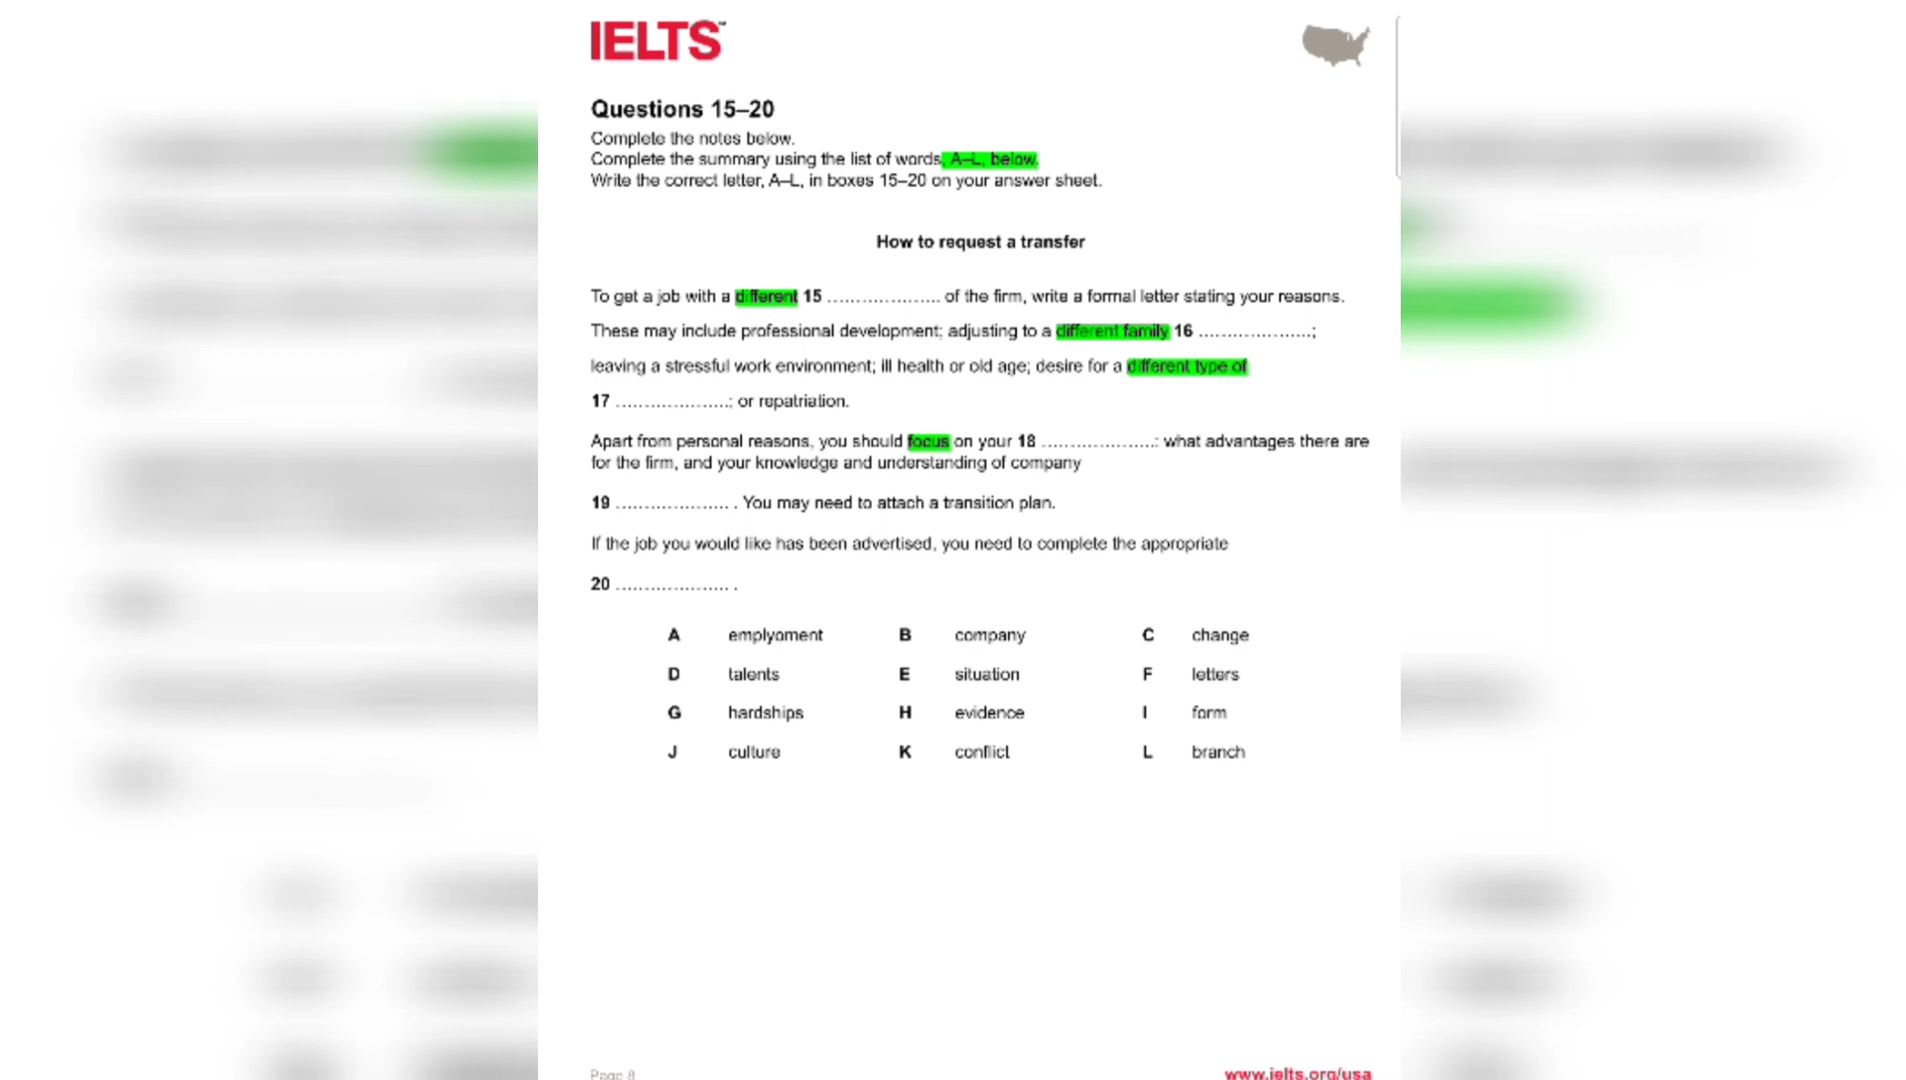 IELTS™
Questions 15–20
Complete the notes below.
Complete the summary using the list of words, A–L, below.
Write the correct letter, A–L, in boxes 15–20 on your answer sheet.
How to request a transfer
To get a job with a different 15 .................... of the firm, write a formal letter stating your reasons.
These may include professional development; adjusting to a different family 16 ....................;
leaving a stressful work environment; ill health or old age; desire for a different type of
17 ....................; or repatriation.
Apart from personal reasons, you should focus on your 18 ....................: what advantages there are
for the firm, and your knowledge and understanding of company
19 .................... . You may need to attach a transition plan.
If the job you would like has been advertised, you need to complete the appropriate
20 .................... .
A emplyoment B company C change
D talents E situation F letters
G hardships H evidence I form
J culture K conflict L branch
Page 8 www.ielts.org/usa